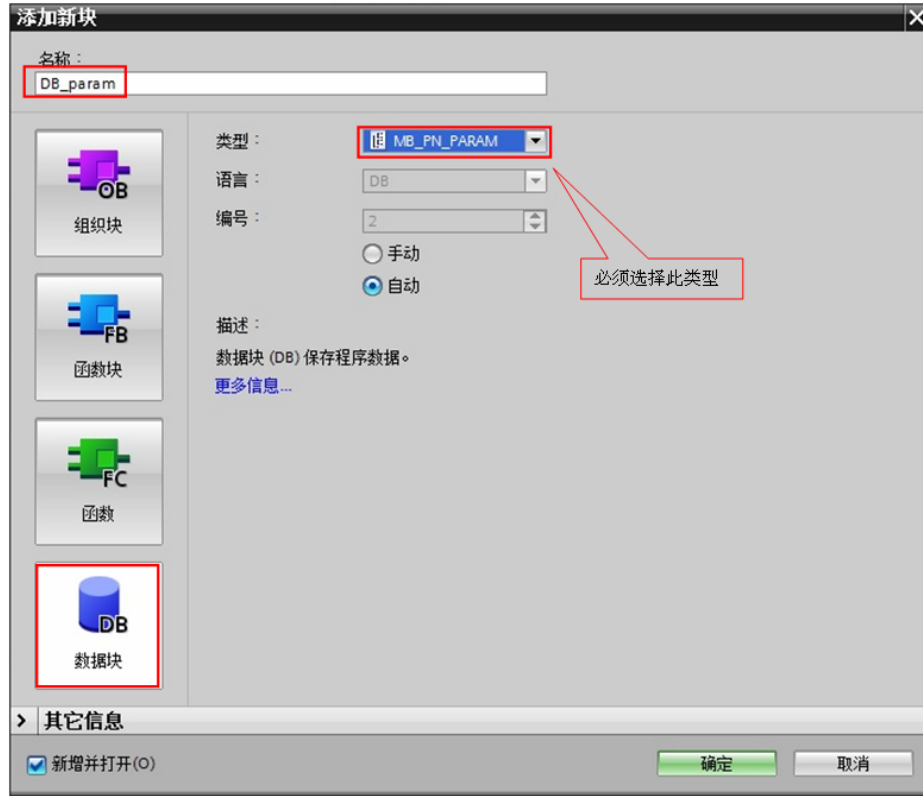 添加新块
名称：
DB_param
OB
组织块
FB
函数块
FC
函数
DB
数据块
类型：
MB_PN_PARAM
语言：
DB
编号：
2
手动
自动
必须选择此类型
描述：
数据块 (DB) 保存程序数据。
更多信息...
其它信息
新增并打开(O)
确定
取消